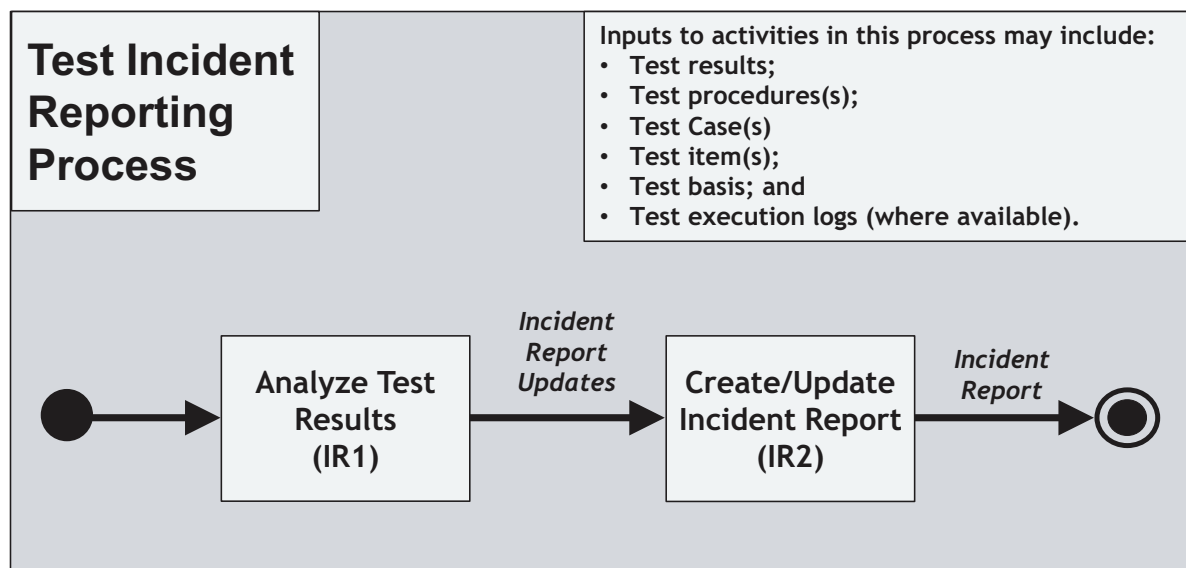 Test Incident
Reporting
Process
Inputs to activities in this process may include:
• Test results;
• Test procedures(s);
• Test Case(s)
• Test item(s);
• Test basis; and
• Test execution logs (where available).
Analyze Test
Results
(IR1)
Incident
Report
Updates
Create/Update
Incident Report
(IR2)
Incident
Report